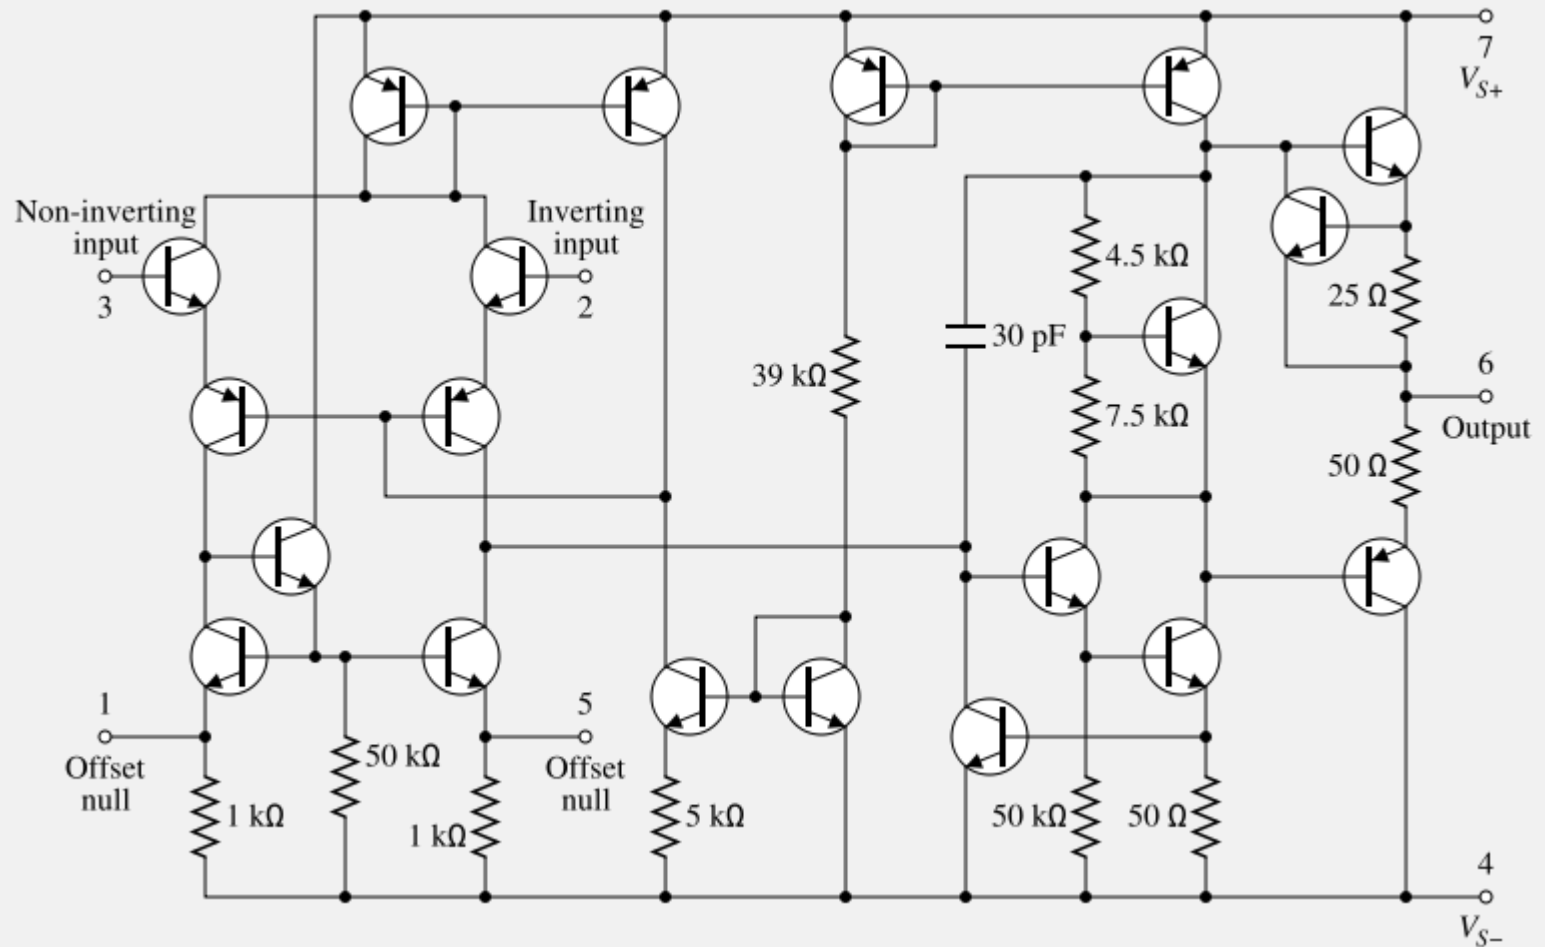 7
V_{S+}
Non-inverting
input
3
Inverting
input
2
4.5 kΩ
25 Ω
30 pF
39 kΩ
6
Output
7.5 kΩ
50 Ω
1
Offset
null
50 kΩ
5
Offset
null
1 kΩ
1 kΩ
5 kΩ
50 kΩ
50 Ω
4
V_{S−}